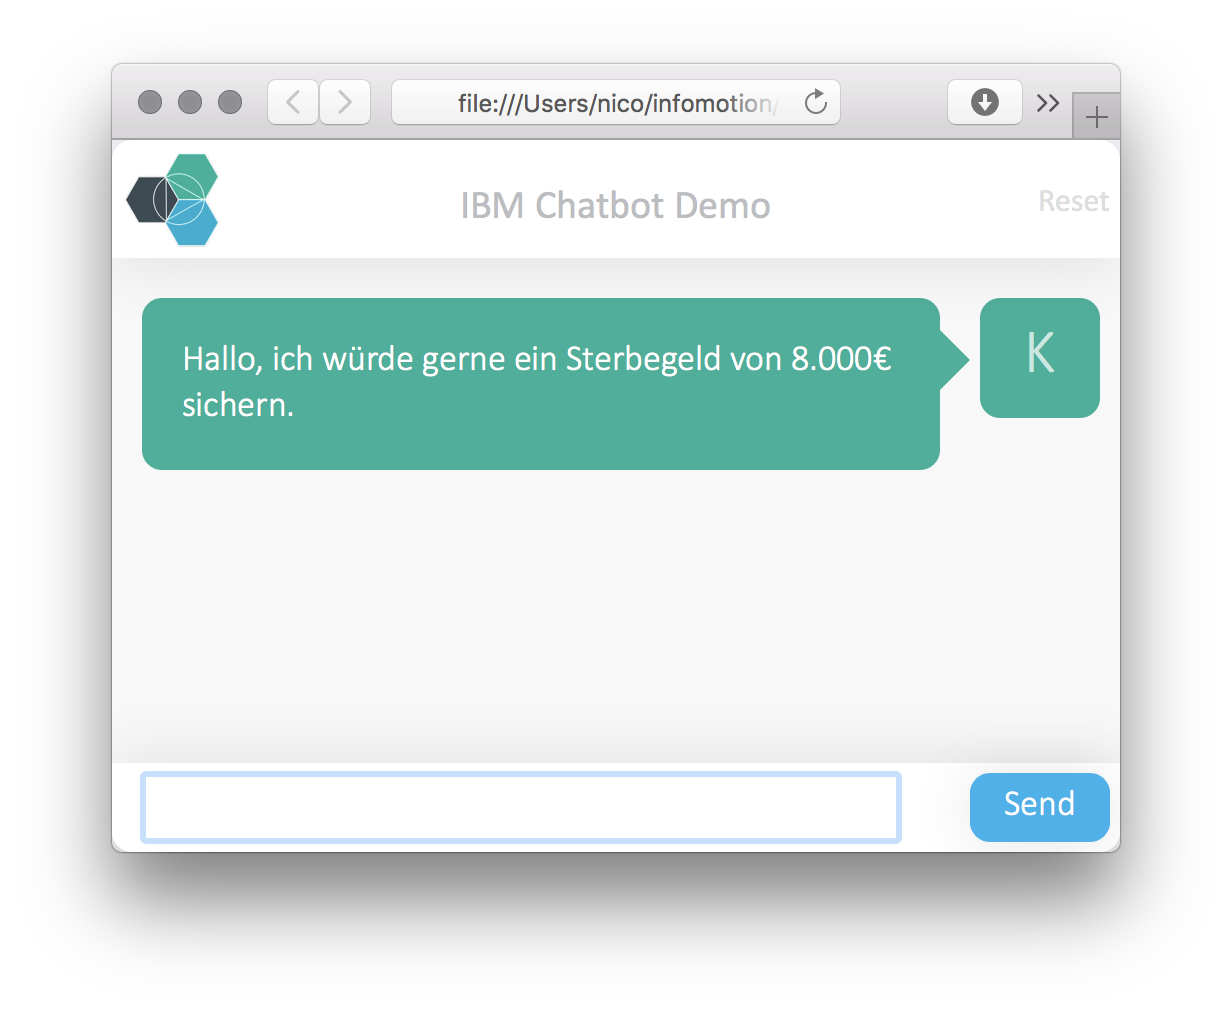 file:///Users/nico/infomotion/
IBM Chatbot Demo
Reset
Hallo, ich würde gerne ein Sterbegeld von 8.000€
sichern.
K
Send